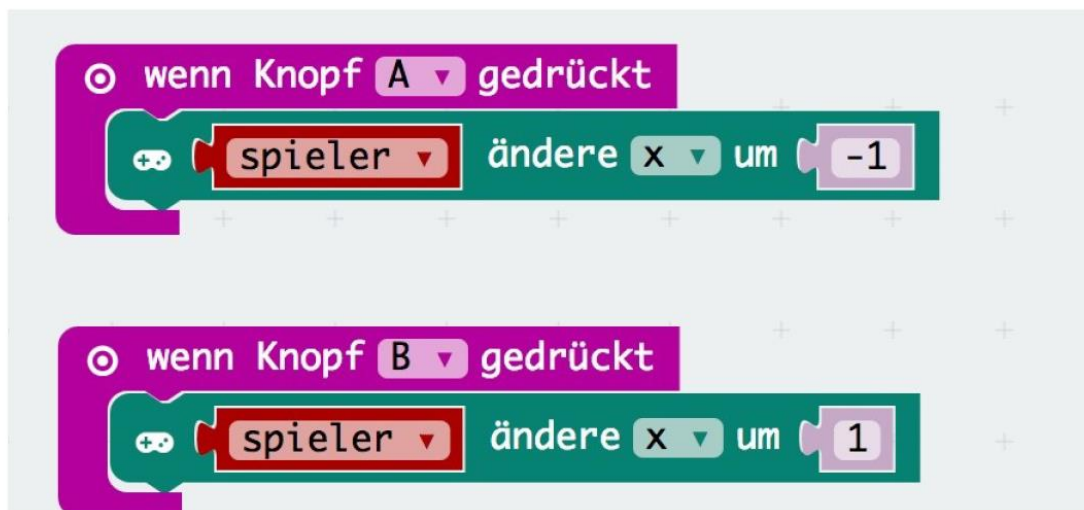 wenn Knopf A gedrückt
spieler ändere x um -1
wenn Knopf B gedrückt
spieler ändere x um 1